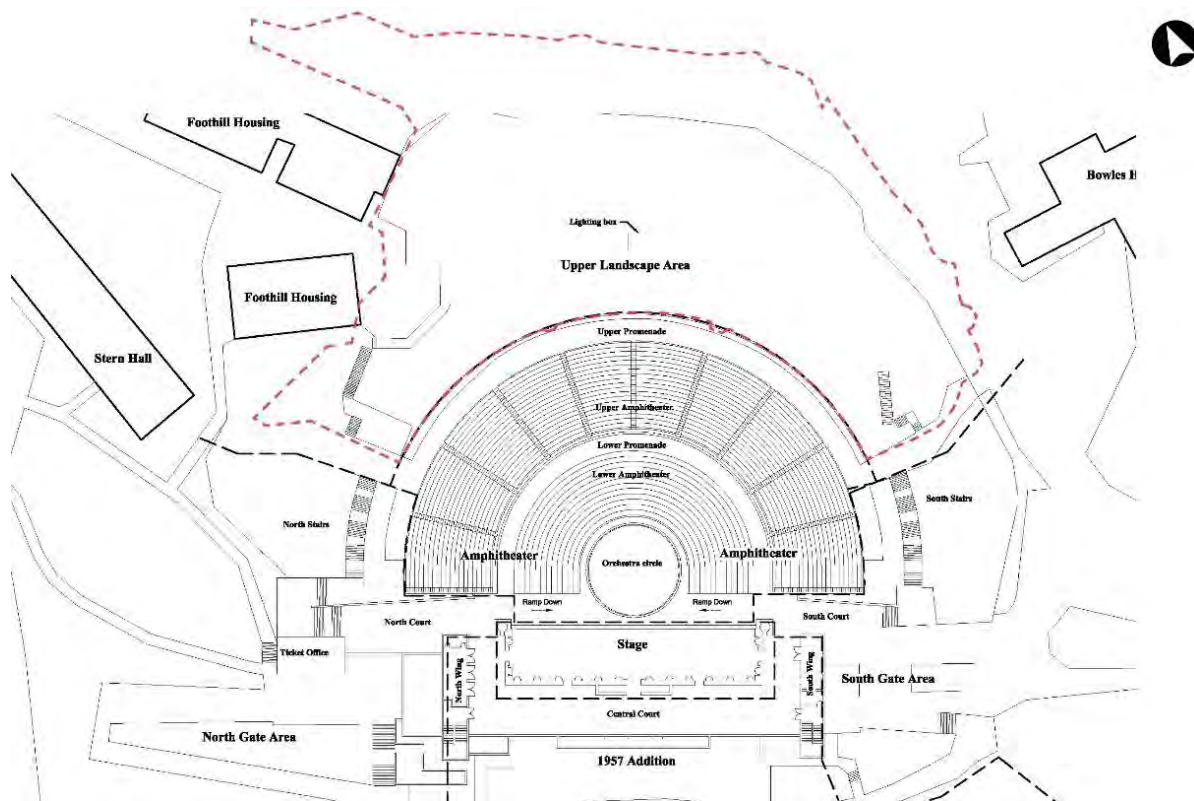 Foothill Housing
Bowles H
Lighting box
Upper Landscape Area
Foothill Housing
Upper Promenade
Stern Hall
Upper Amphitheter
Lower Promenade
Lower Amphitheater
South Stairs
North Stairs
Amphitheater
Amphitheater
Orchestra circle
Ramp Down
Ramp Down
North Court
South Court
Ticket Office
Stage
North Wing
South Wing
South Gate Area
Central Court
North Gate Area
1957 Addition